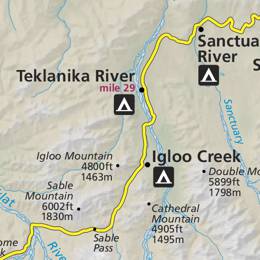 Sanctua
River
S
Teklanika River
mile 29
Sanctuary
Igloo Mountain
4800ft
1463m
Igloo Creek
Double Mo
5899ft
1798m
Sable
Mountain
6002ft
1830m
Cathedral
Mountain
4905ft
1495m
Sable
Pass
River
ome